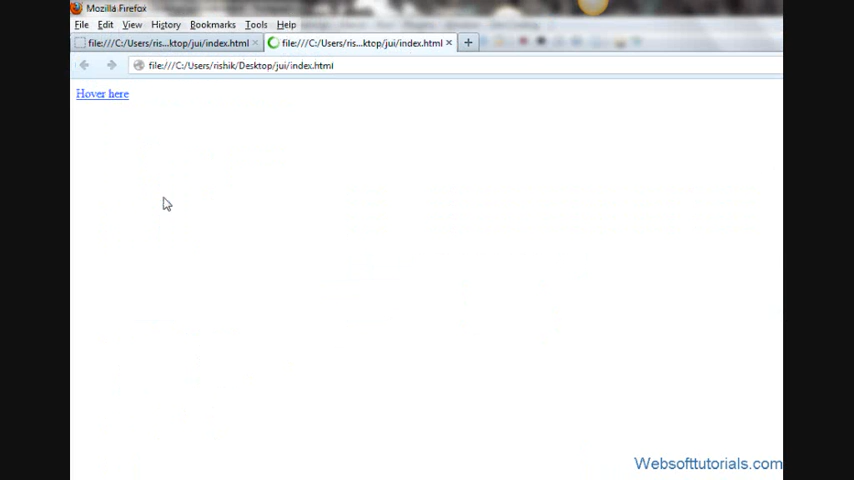 Mozilla Firefox
File Edit View History Bookmarks Tools Help
file:///C:/Users/ris...ktop/jui/index.html file:///C:/Users/ris...ktop/jui/index.html
file:///C:/Users/rishik/Desktop/jui/index.html
Hover here
Websofttutorials.com